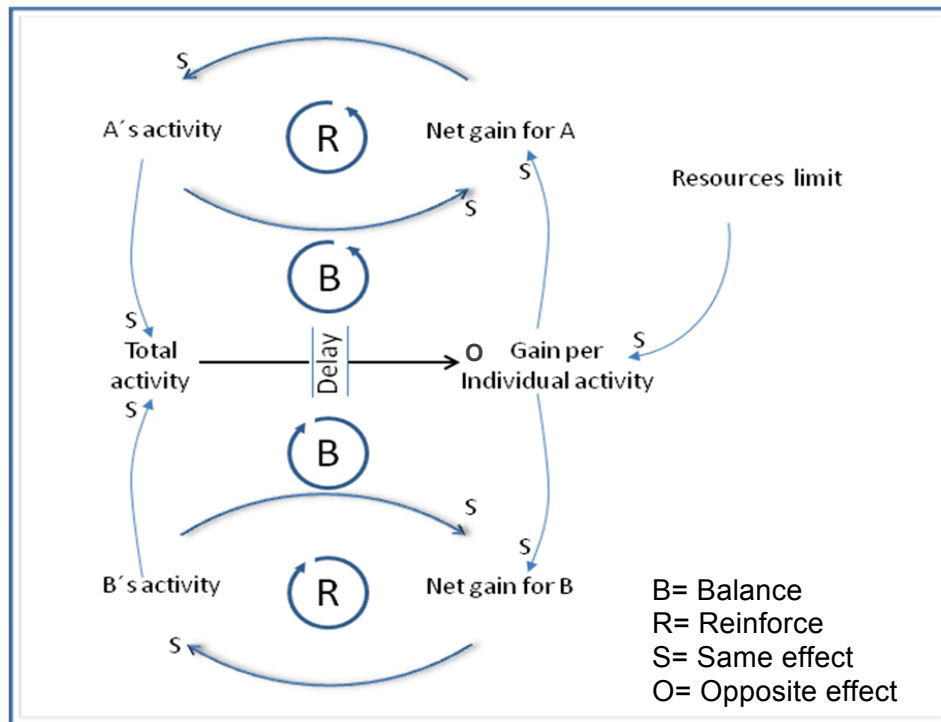 S
A´s activity
R
Net gain for A
S
S
Resources limit
B
S
Total
activity
Delay
O
Gain per
Individual activity
S
S
B
S
S
B´s activity
R
Net gain for B
S
B= Balance
R= Reinforce
S= Same effect
O= Opposite effect